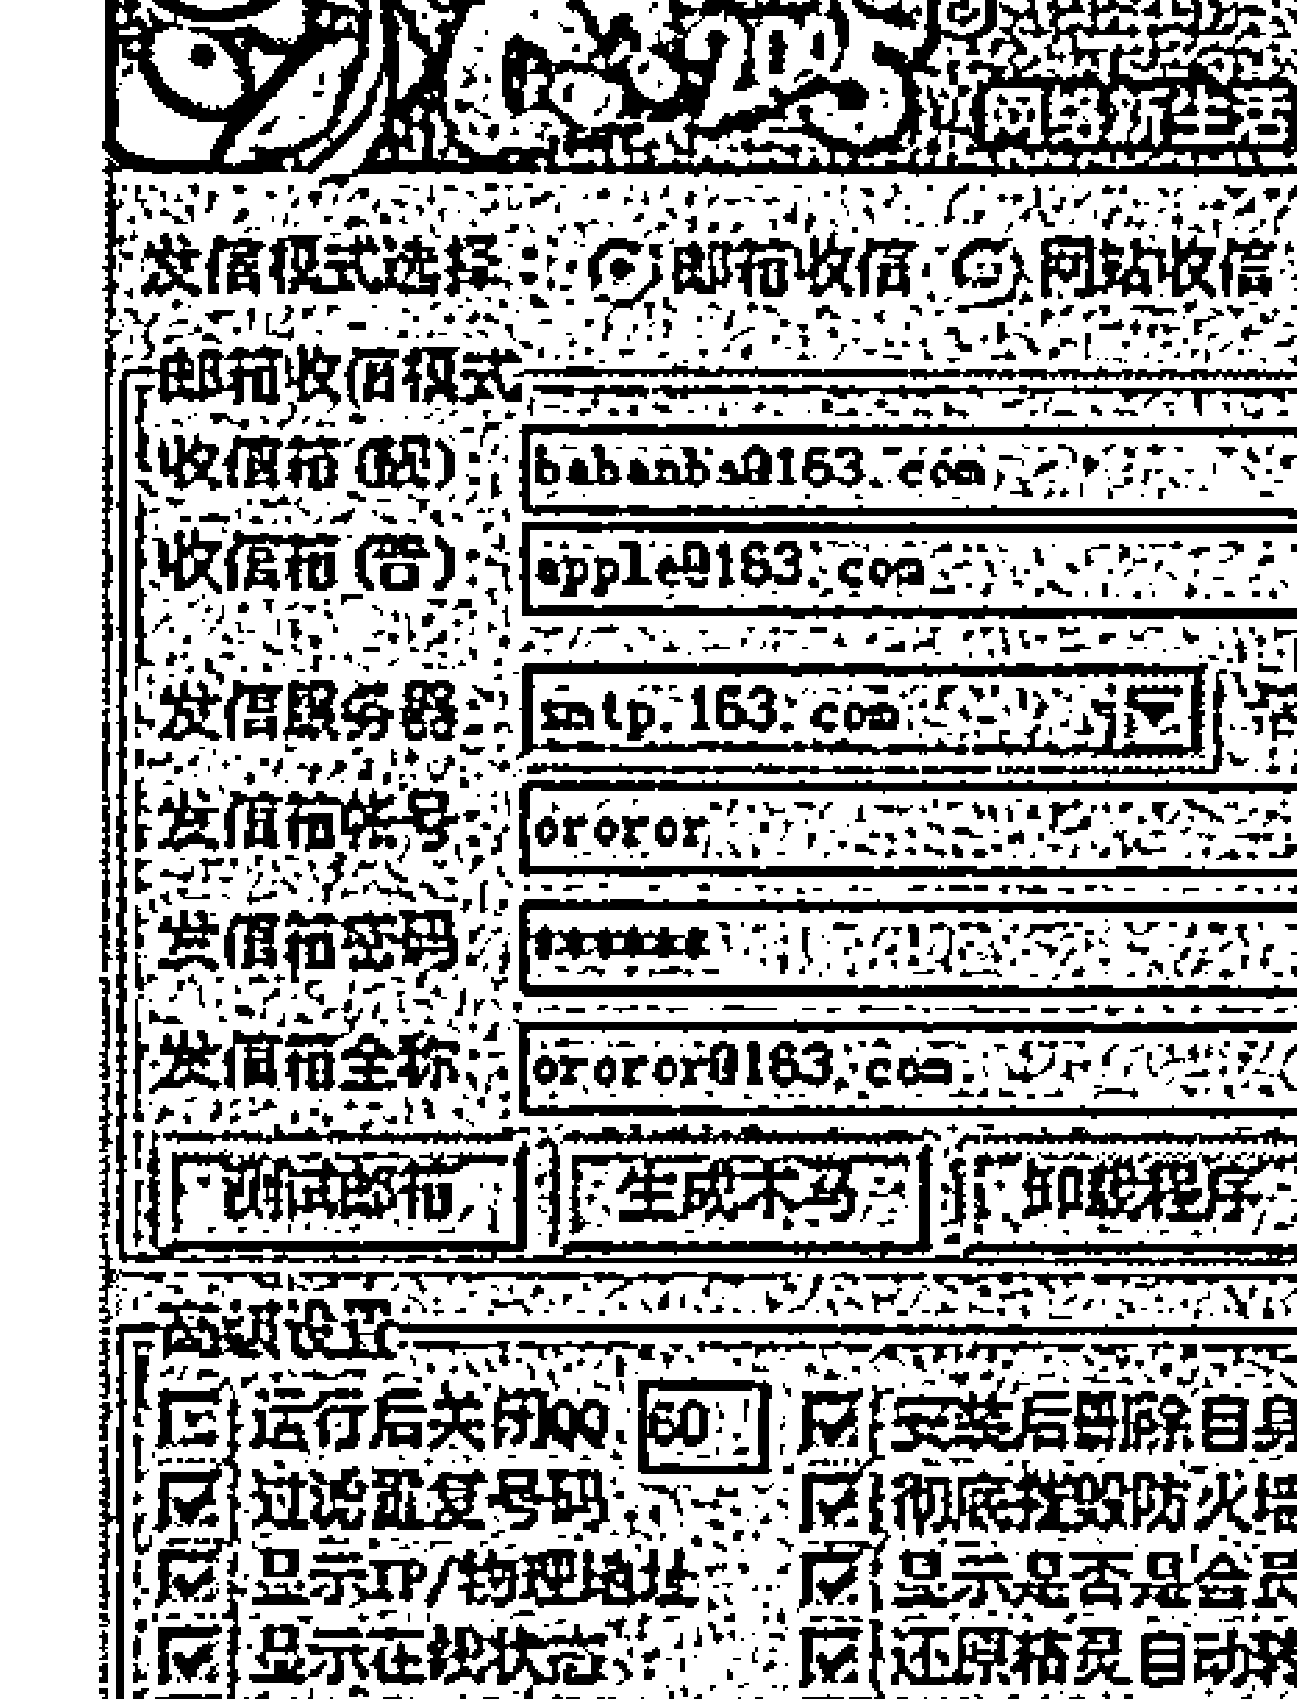 网络新生活
发信模式选择： 邮箱收信 网站收信
邮箱收信模式
收信箱(税) babanba@163.com
收信箱(普) apple@163.com
发信服务器 smtp.163.com
发信箱帐号 ororor
发信箱密码 ******
发信箱全称 ororor@163.com
测试邮箱 生成木马 卸载程序
高级设置
运行后关闭QQ 60 安装后删除自身
过滤重复号码 彻底摧毁防火墙
显示IP/物理地址 显示是否是会员
显示在线状态 还原精灵自动转